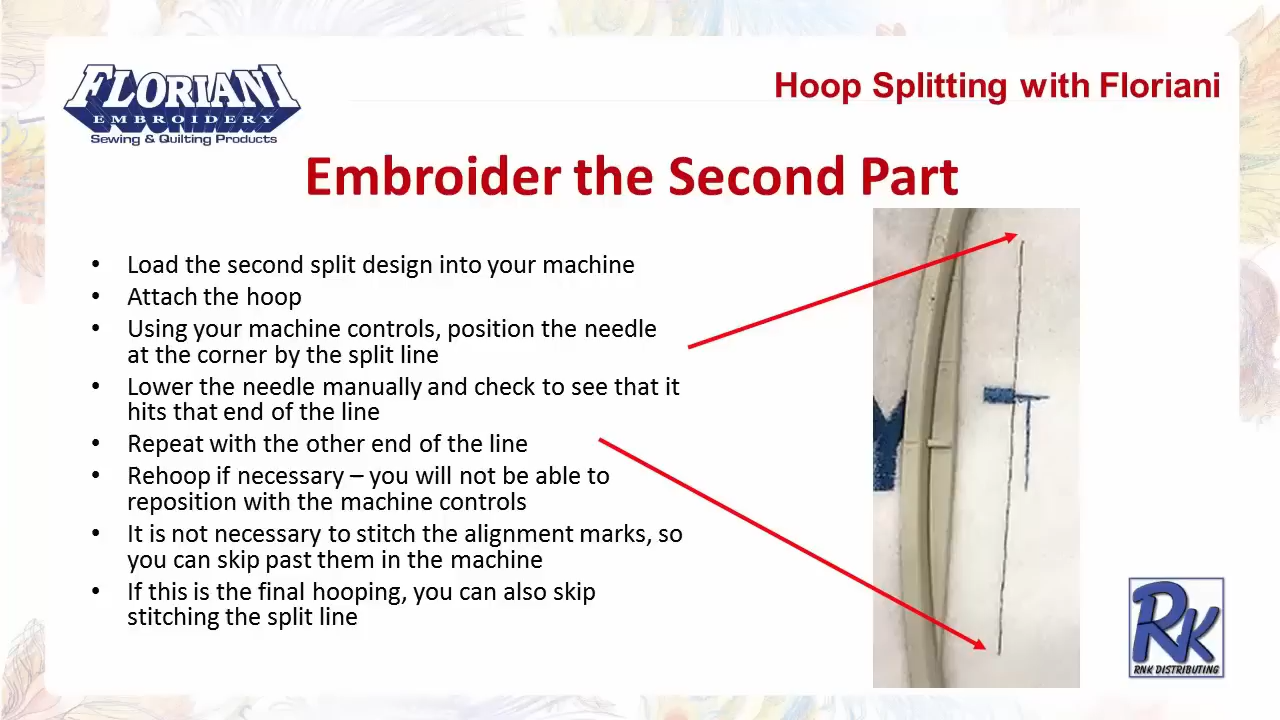 FLORIANI
EMBROIDERY
Sewing & Quilting Products
Hoop Splitting with Floriani
Embroider the Second Part
• Load the second split design into your machine
• Attach the hoop
• Using your machine controls, position the needle
at the corner by the split line
• Lower the needle manually and check to see that it
hits that end of the line
• Repeat with the other end of the line
• Rehoop if necessary – you will not be able to
reposition with the machine controls
• It is not necessary to stitch the alignment marks, so
you can skip past them in the machine
• If this is the final hooping, you can also skip
stitching the split line
M
RK
RNK DISTRIBUTING